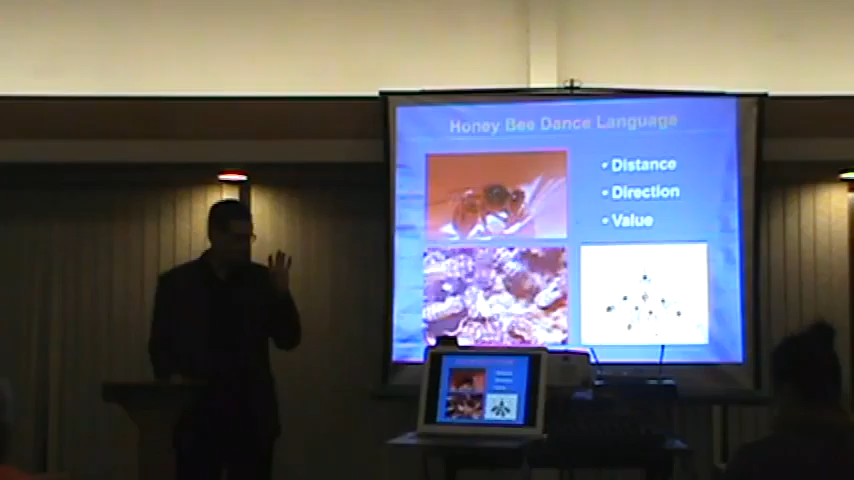 Honey Bee Dance Language
• Distance
• Direction
• Value